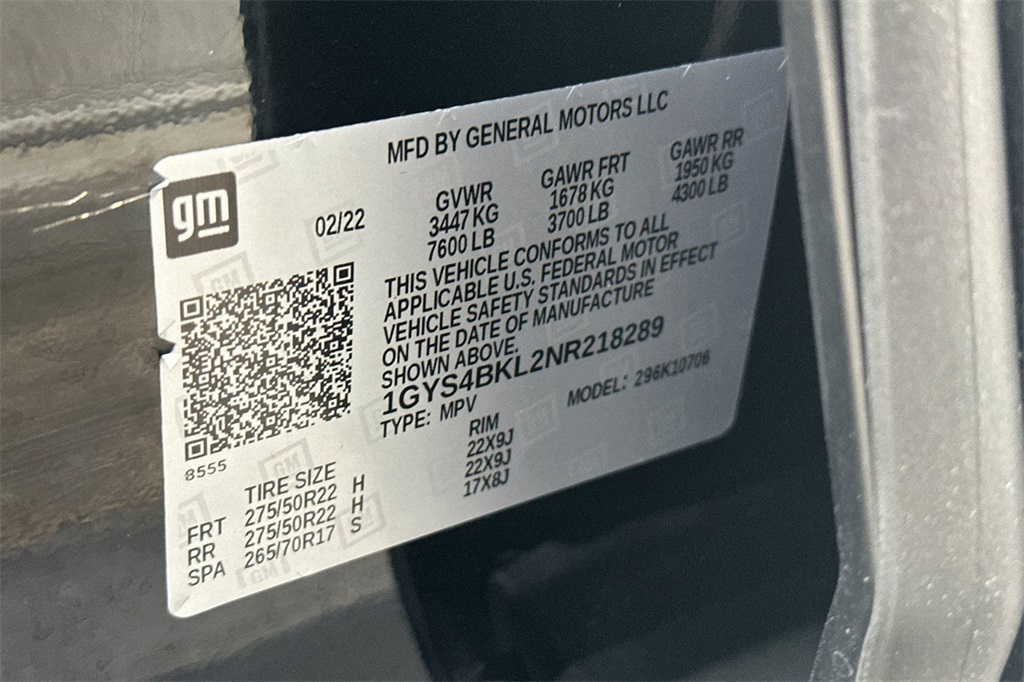 MFD BY GENERAL MOTORS LLC
gm
02/22
GVWR
3447 KG
7600 LB
GAWR FRT
1678 KG
3700 LB
GAWR RR
1950 KG
4300 LB
THIS VEHICLE CONFORMS TO ALL
APPLICABLE U.S. FEDERAL MOTOR
VEHICLE SAFETY STANDARDS IN EFFECT
ON THE DATE OF MANUFACTURE
SHOWN ABOVE.
1GYS4BKL2NR218289
TYPE: MPV
MODEL: 296K10706
8555
TIRE SIZE
RIM
FRT 275/50R22 H 22X9J
RR 275/50R22 H 22X9J
SPA 265/70R17 S 17X8J